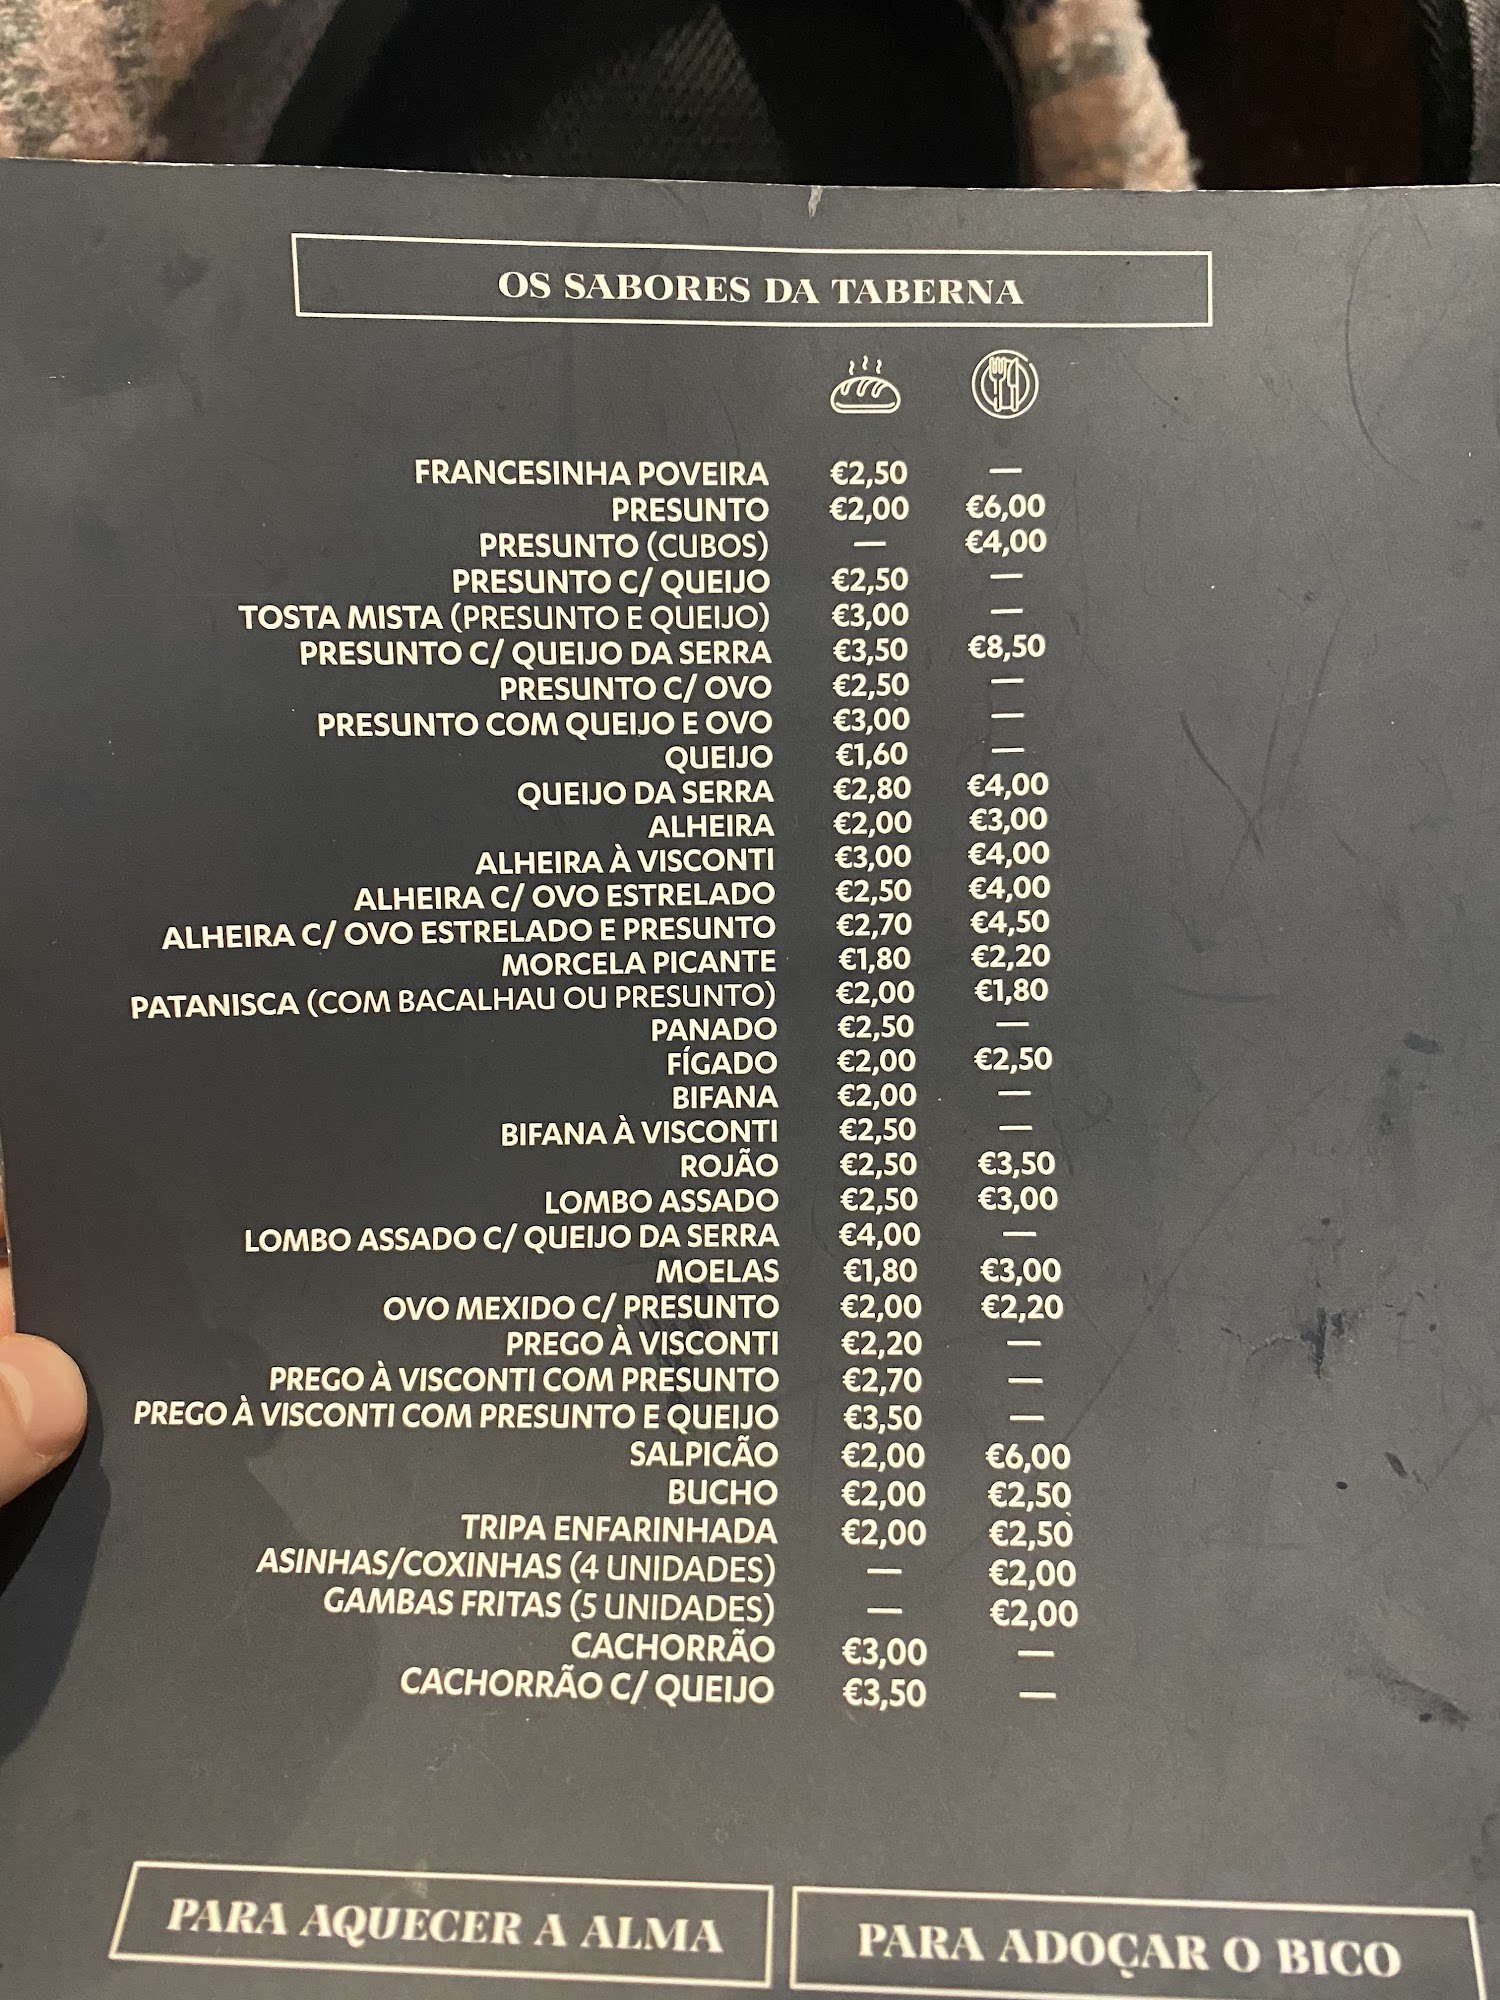 OS SABORES DA TABERNA
FRANCESINHA POVEIRA €2,50 —
PRESUNTO €2,00 €6,00
PRESUNTO (CUBOS) — €4,00
PRESUNTO C/ QUEIJO €2,50 —
TOSTA MISTA (PRESUNTO E QUEIJO) €3,00 —
PRESUNTO C/ QUEIJO DA SERRA €3,50 €8,50
PRESUNTO C/ OVO €2,50 —
PRESUNTO COM QUEIJO E OVO €3,00 —
QUEIJO €1,60 —
QUEIJO DA SERRA €2,80 €4,00
ALHEIRA €2,00 €3,00
ALHEIRA À VISCONTI €3,00 €4,00
ALHEIRA C/ OVO ESTRELADO €2,50 €4,00
ALHEIRA C/ OVO ESTRELADO E PRESUNTO €2,70 €4,50
MORCELA PICANTE €1,80 €2,20
PATANISCA (COM BACALHAU OU PRESUNTO) €2,00 €1,80
PANADO €2,50 —
FÍGADO €2,00 €2,50
BIFANA €2,00 —
BIFANA À VISCONTI €2,50 —
ROJÃO €2,50 €3,50
LOMBO ASSADO €2,50 €3,00
LOMBO ASSADO C/ QUEIJO DA SERRA €4,00 —
MOELAS €1,80 €3,00
OVO MEXIDO C/ PRESUNTO €2,00 €2,20
PREGO À VISCONTI €2,20 —
PREGO À VISCONTI COM PRESUNTO €2,70 —
PREGO À VISCONTI COM PRESUNTO E QUEIJO €3,50 —
SALPICÃO €2,00 €6,00
BUCHO €2,00 €2,50
TRIPA ENFARINHADA €2,00 €2,50
ASINHAS/COXINHAS (4 UNIDADES) — €2,00
GAMBAS FRITAS (5 UNIDADES) — €2,00
CACHORRÃO €3,00 —
CACHORRÃO C/ QUEIJO €3,50 —
PARA AQUECER A ALMA
PARA ADOÇAR O BICO